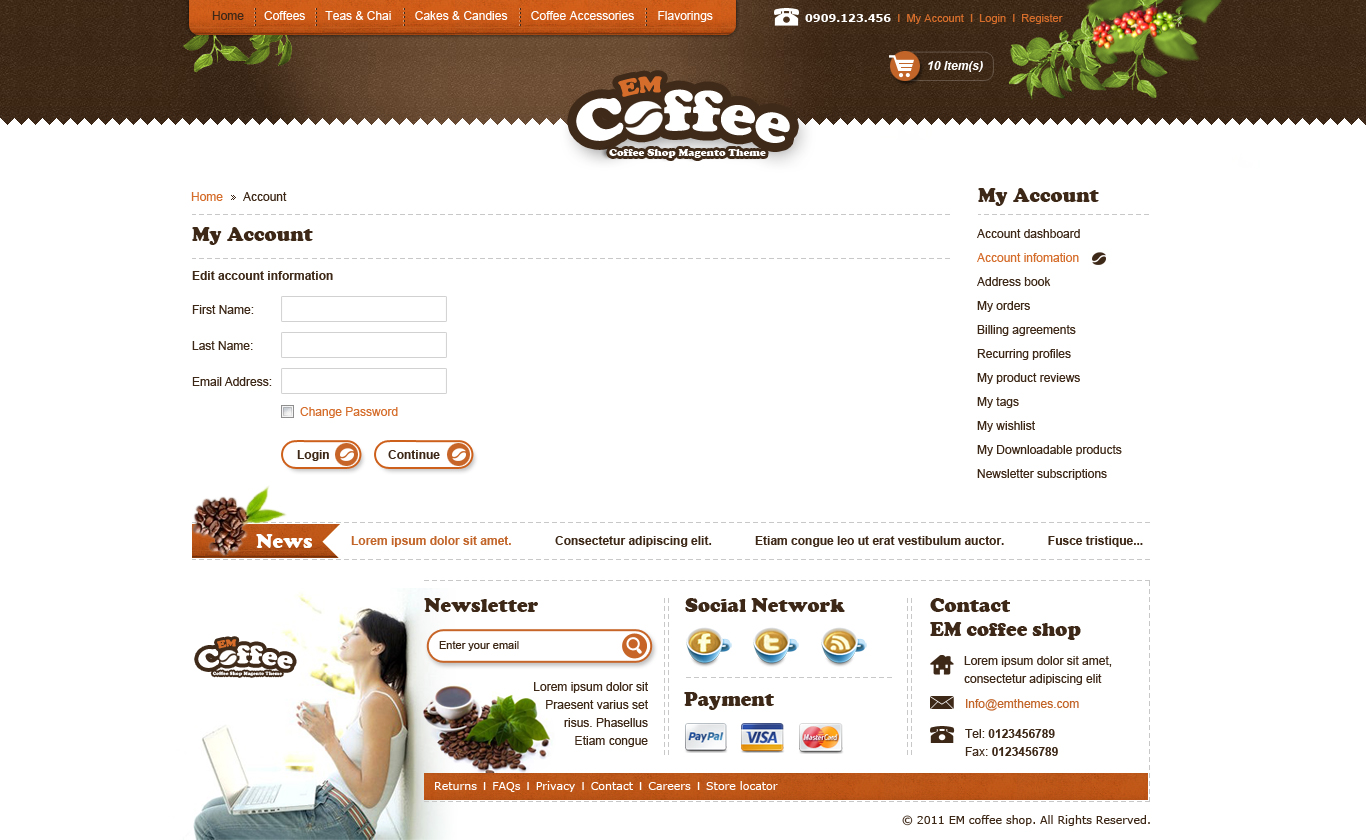 Home Coffees Teas & Chai Cakes & Candies Coffee Accessories Flavorings
0909.123.456 I My Account I Login I Register
10 Item(s)
EM
Coffee
Coffee Shop Magento Theme
Home » Account
My Account
Edit account information
First Name:
Last Name:
Email Address:
Change Password
Login Continue
My Account
Account dashboard
Account infomation
Address book
My orders
Billing agreements
Recurring profiles
My product reviews
My tags
My wishlist
My Downloadable products
Newsletter subscriptions
News Lorem ipsum dolor sit amet. Consectetur adipiscing elit. Etiam congue leo ut erat vestibulum auctor. Fusce tristique...
EM
Coffee
Coffee Shop Magento Theme
Newsletter
Enter your email
Lorem ipsum dolor sit
Praesent varius set
risus. Phasellus
Etiam congue
Social Network
f t
Payment
PayPal VISA MasterCard
Contact
EM coffee shop
Lorem ipsum dolor sit amet,
consectetur adipiscing elit
Info@emthemes.com
Tel: 0123456789
Fax: 0123456789
Returns I FAQs I Privacy I Contact I Careers I Store locator
© 2011 EM coffee shop. All Rights Reserved.